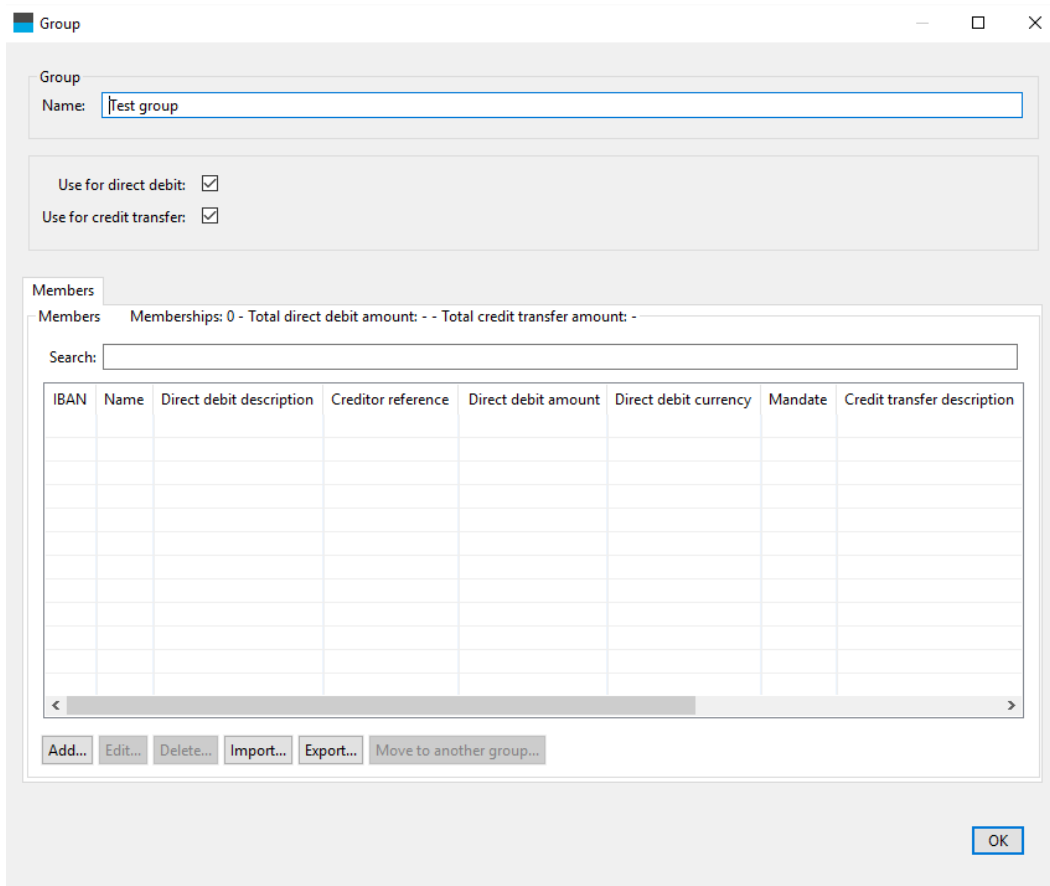 Group
Group
Name: Test group
Use for direct debit:
Use for credit transfer:
Members
Members Memberships: 0 - Total direct debit amount: - - Total credit transfer amount: -
Search:
IBAN Name Direct debit description Creditor reference Direct debit amount Direct debit currency Mandate Credit transfer description
Add... Edit... Delete... Import... Export... Move to another group...
OK